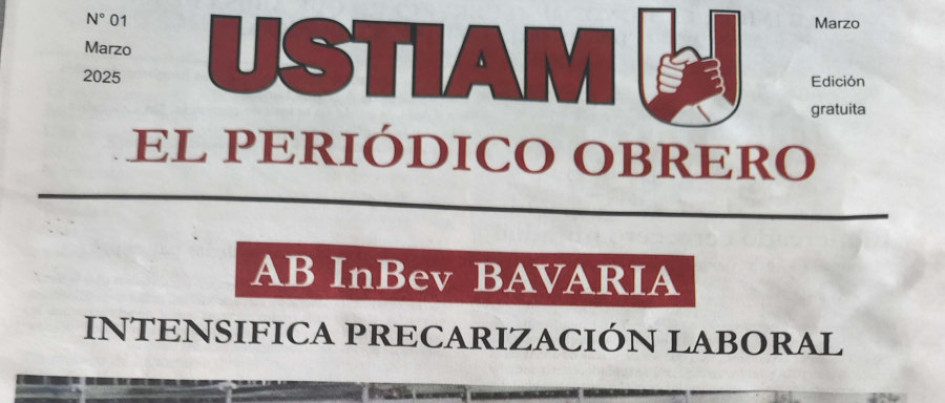 N° 01
Marzo
2025
USTIAM U
Marzo
Edición
gratuita
EL PERIÓDICO OBRERO
AB InBev BAVARIA
INTENSIFICA PRECARIZACIÓN LABORAL